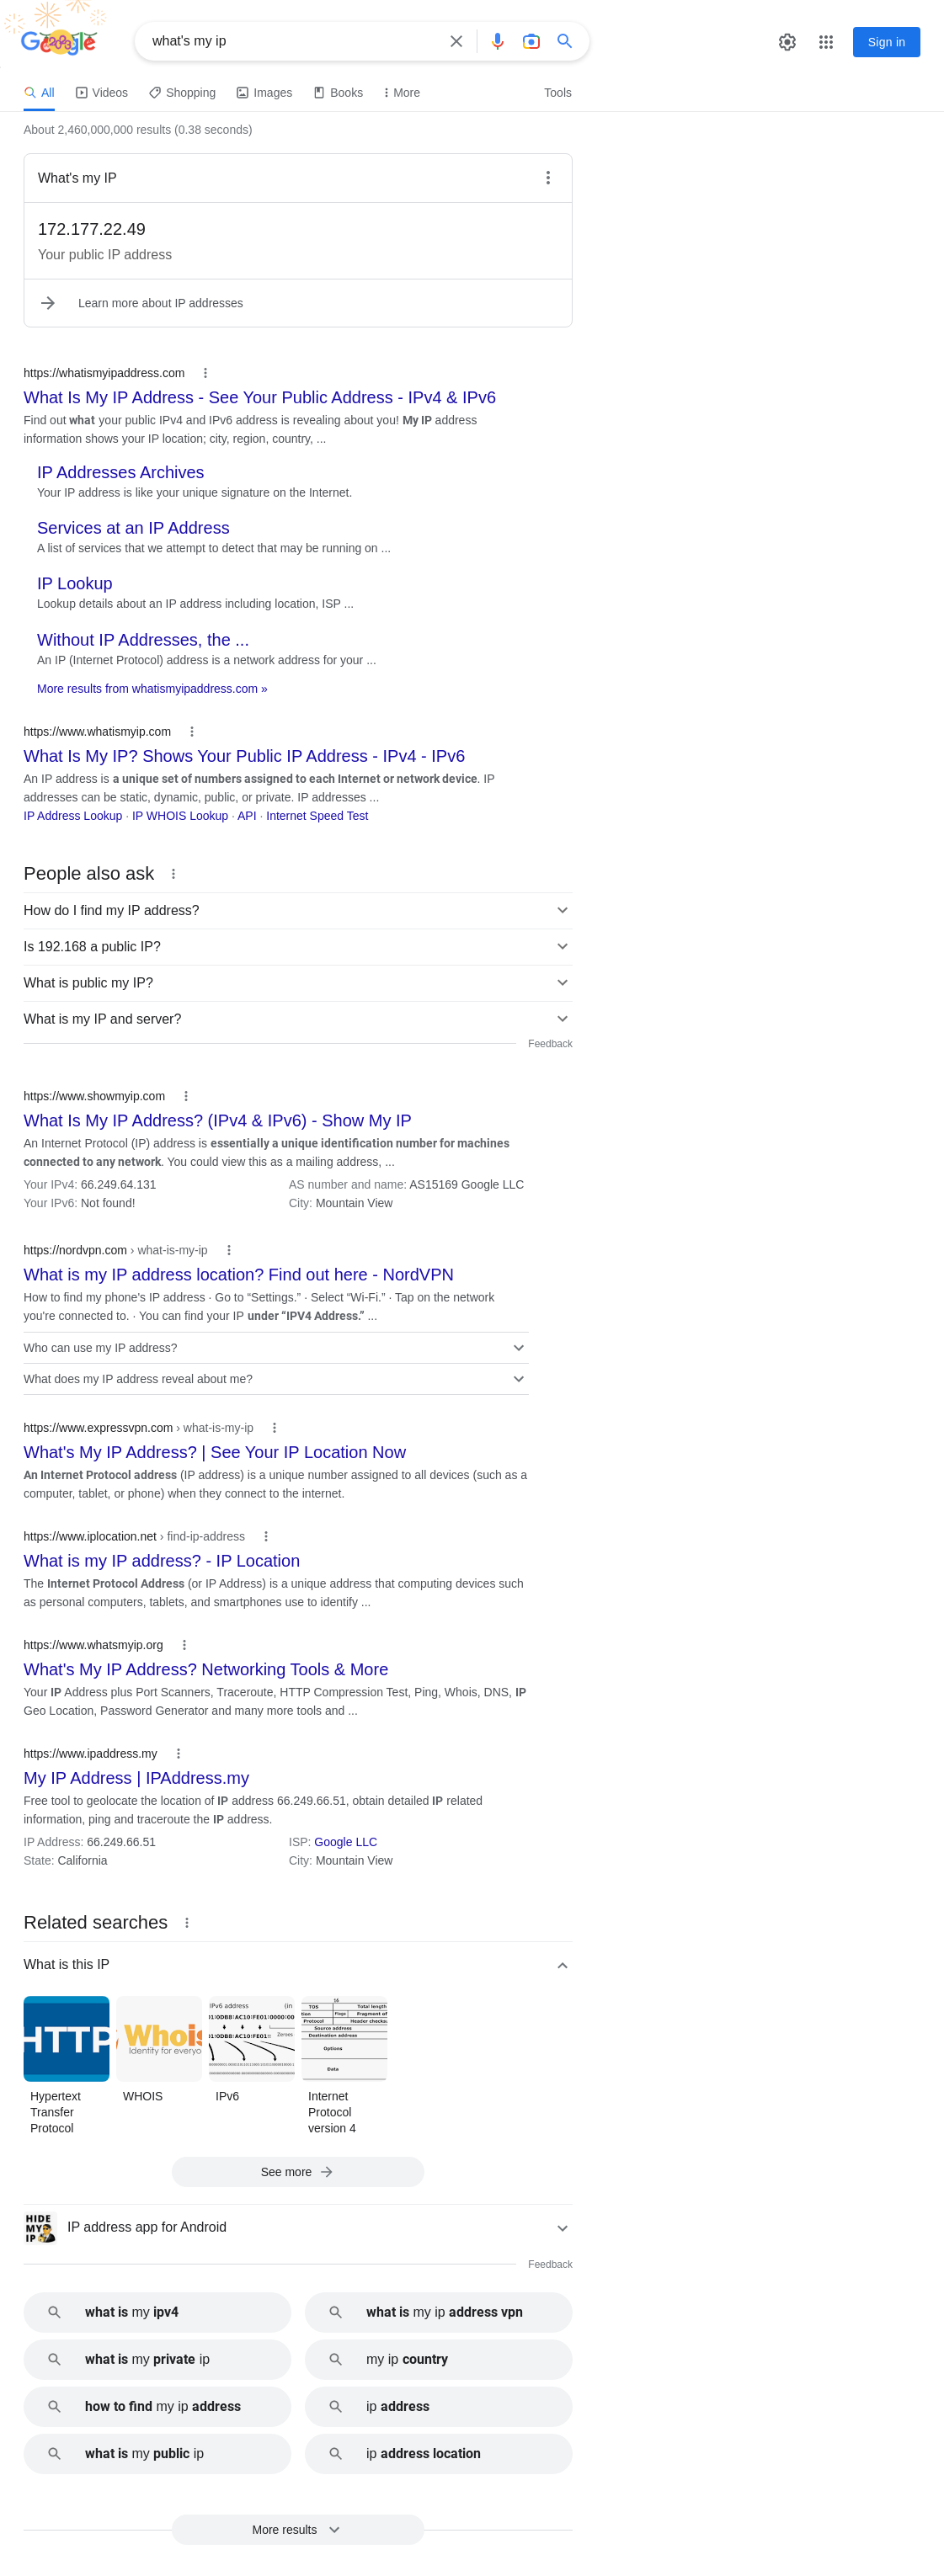 Google
2023
what's my ip
Sign in
All Videos Shopping Images Books More Tools
About 2,460,000,000 results (0.38 seconds)
What's my IP
172.177.22.49
Your public IP address
Learn more about IP addresses
https://whatismyipaddress.com
What Is My IP Address - See Your Public Address - IPv4 & IPv6
Find out what your public IPv4 and IPv6 address is revealing about you! My IP address
information shows your IP location; city, region, country, ...
IP Addresses Archives
Your IP address is like your unique signature on the Internet.
Services at an IP Address
A list of services that we attempt to detect that may be running on ...
IP Lookup
Lookup details about an IP address including location, ISP ...
Without IP Addresses, the ...
An IP (Internet Protocol) address is a network address for your ...
More results from whatismyipaddress.com »
https://www.whatismyip.com
What Is My IP? Shows Your Public IP Address - IPv4 - IPv6
An IP address is a unique set of numbers assigned to each Internet or network device. IP
addresses can be static, dynamic, public, or private. IP addresses ...
IP Address Lookup · IP WHOIS Lookup · API · Internet Speed Test
People also ask
How do I find my IP address?
Is 192.168 a public IP?
What is public my IP?
What is my IP and server?
Feedback
https://www.showmyip.com
What Is My IP Address? (IPv4 & IPv6) - Show My IP
An Internet Protocol (IP) address is essentially a unique identification number for machines
connected to any network. You could view this as a mailing address, ...
Your IPv4: 66.249.64.131 AS number and name: AS15169 Google LLC
Your IPv6: Not found! City: Mountain View
https://nordvpn.com › what-is-my-ip
What is my IP address location? Find out here - NordVPN
How to find my phone's IP address · Go to “Settings.” · Select “Wi-Fi.” · Tap on the network
you're connected to. · You can find your IP under “IPV4 Address.” ...
Who can use my IP address?
What does my IP address reveal about me?
https://www.expressvpn.com › what-is-my-ip
What's My IP Address? | See Your IP Location Now
An Internet Protocol address (IP address) is a unique number assigned to all devices (such as a
computer, tablet, or phone) when they connect to the internet.
https://www.iplocation.net › find-ip-address
What is my IP address? - IP Location
The Internet Protocol Address (or IP Address) is a unique address that computing devices such
as personal computers, tablets, and smartphones use to identify ...
https://www.whatsmyip.org
What's My IP Address? Networking Tools & More
Your IP Address plus Port Scanners, Traceroute, HTTP Compression Test, Ping, Whois, DNS, IP
Geo Location, Password Generator and many more tools and ...
https://www.ipaddress.my
My IP Address | IPAddress.my
Free tool to geolocate the location of IP address 66.249.66.51, obtain detailed IP related
information, ping and traceroute the IP address.
IP Address: 66.249.66.51 ISP: Google LLC
State: California City: Mountain View
Related searches
What is this IP
HTTP
Whois
Identity for everyo
IPv6 address (in
Zeroes
16
TOS Total length
Flags Fragment of
Protocol Header checks
Source address
Destination address
Options
Data
Hypertext
Transfer
Protocol
WHOIS
IPv6
Internet
Protocol
version 4
See more
HIDE
MY
IP
IP address app for Android
Feedback
what is my ipv4
what is my ip address vpn
what is my private ip
my ip country
how to find my ip address
ip address
what is my public ip
ip address location
More results